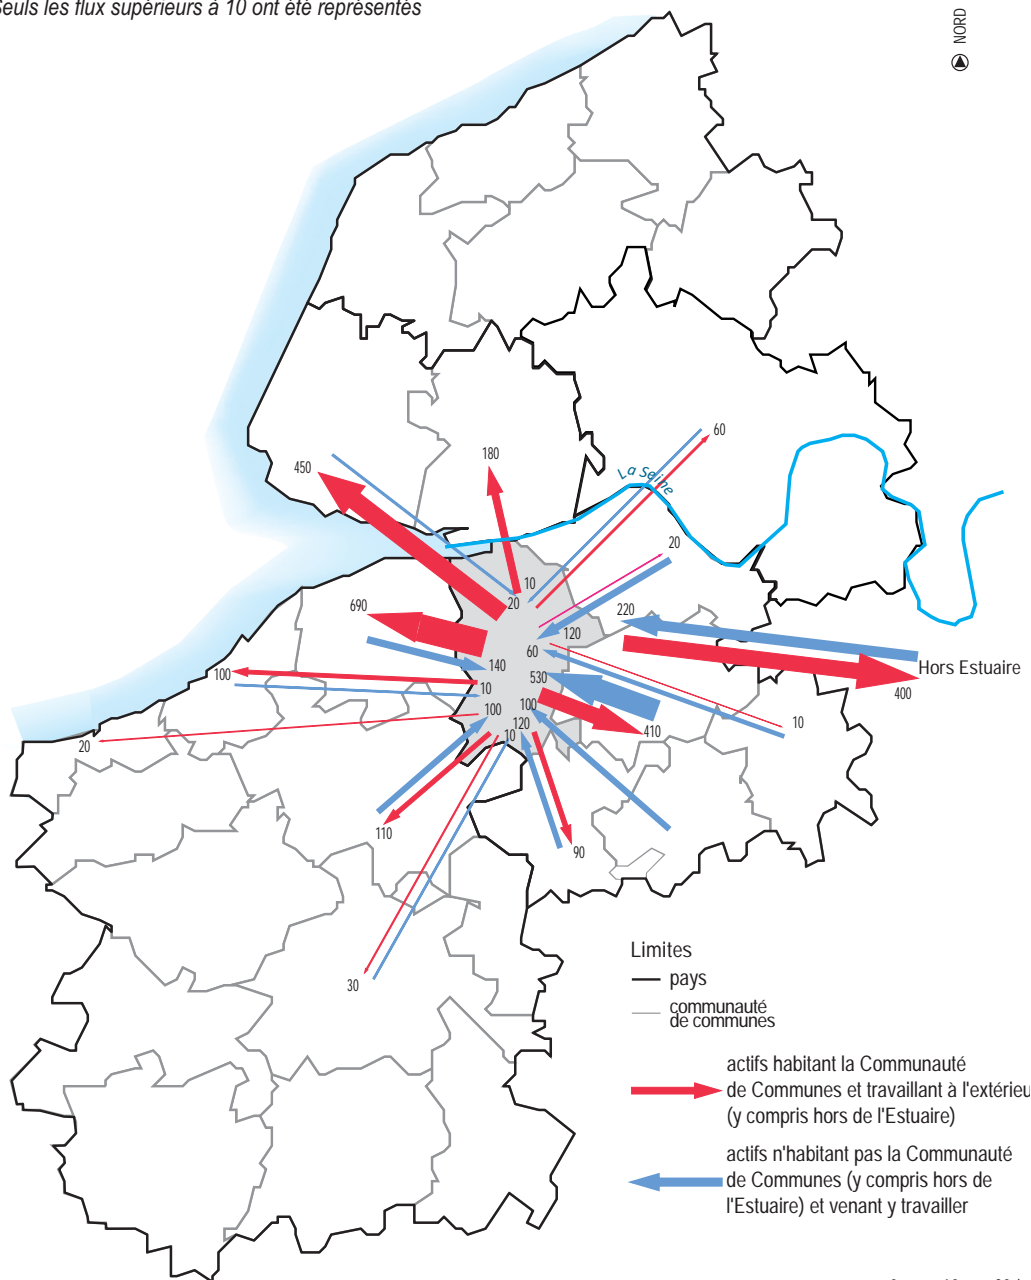 Seuls les flux supérieurs à 10 ont été représentés
NORD
60
450
180
La Seine
20
10
20
690
220
120
60
Hors Estuaire
140
100
530
400
10
100
100
10
120
20
10
410
110
90
30
Limites
pays
communauté
de communes
actifs habitant la Communauté
de Communes et travaillant à l'extérieu
(y compris hors de l'Estuaire)
actifs n'habitant pas la Communauté
de Communes (y compris hors de
l'Estuaire) et venant y travailler